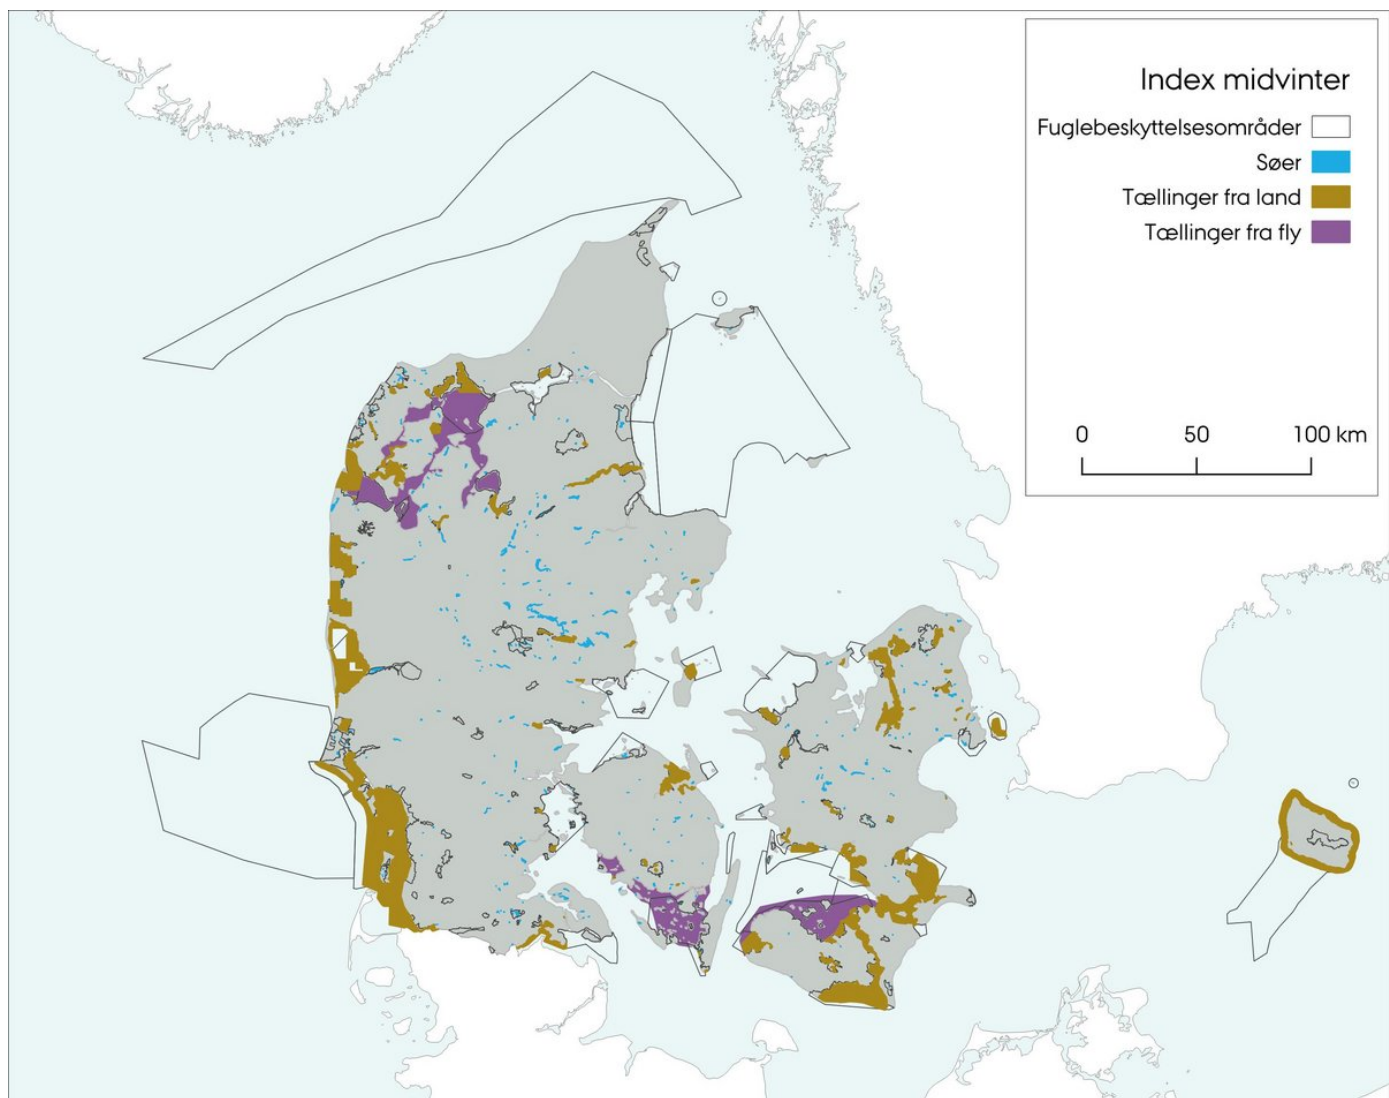 Index midvinter
Fuglebeskyttelsesområder
Søer
Tællinger fra land
Tællinger fra fly
0 50 100 km